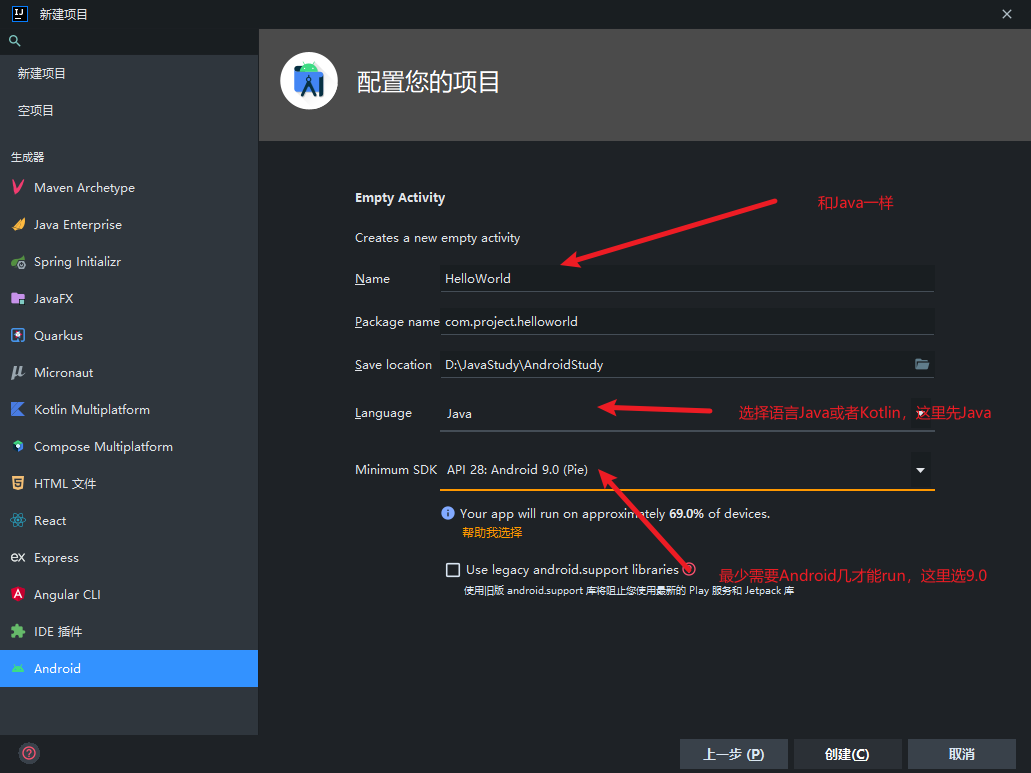 新建项目
新建项目
空项目
生成器
Maven Archetype
Java Enterprise
Spring Initializr
JavaFX
Quarkus
Micronaut
Kotlin Multiplatform
Compose Multiplatform
HTML 文件
React
Express
Angular CLI
IDE 插件
Android
配置您的项目
Empty Activity
Creates a new empty activity
和Java一样
Name HelloWorld
Package name com.project.helloworld
Save location D:\JavaStudy\AndroidStudy
Language Java
选择语言Java或者Kotlin，这里先Java
Minimum SDK API 28: Android 9.0 (Pie)
Your app will run on approximately 69.0% of devices.
帮助我选择
Use legacy android.support libraries
最少需要Android几才能run，这里选9.0
使用旧版 android.support 库将阻止您使用最新的 Play 服务和 Jetpack 库
上一步 (P)
创建(C)
取消